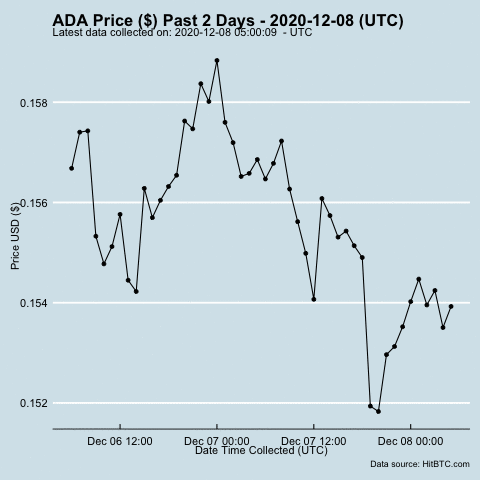 ADA Price ($) Past 2 Days - 2020-12-08 (UTC)
Latest data collected on: 2020-12-08 05:00:09 - UTC
0.158
0.156
0.154
0.152
Price USD ($)
Dec 06 12:00
Dec 07 00:00
Dec 07 12:00
Dec 08 00:00
Date Time Collected (UTC)
Data source: HitBTC.com